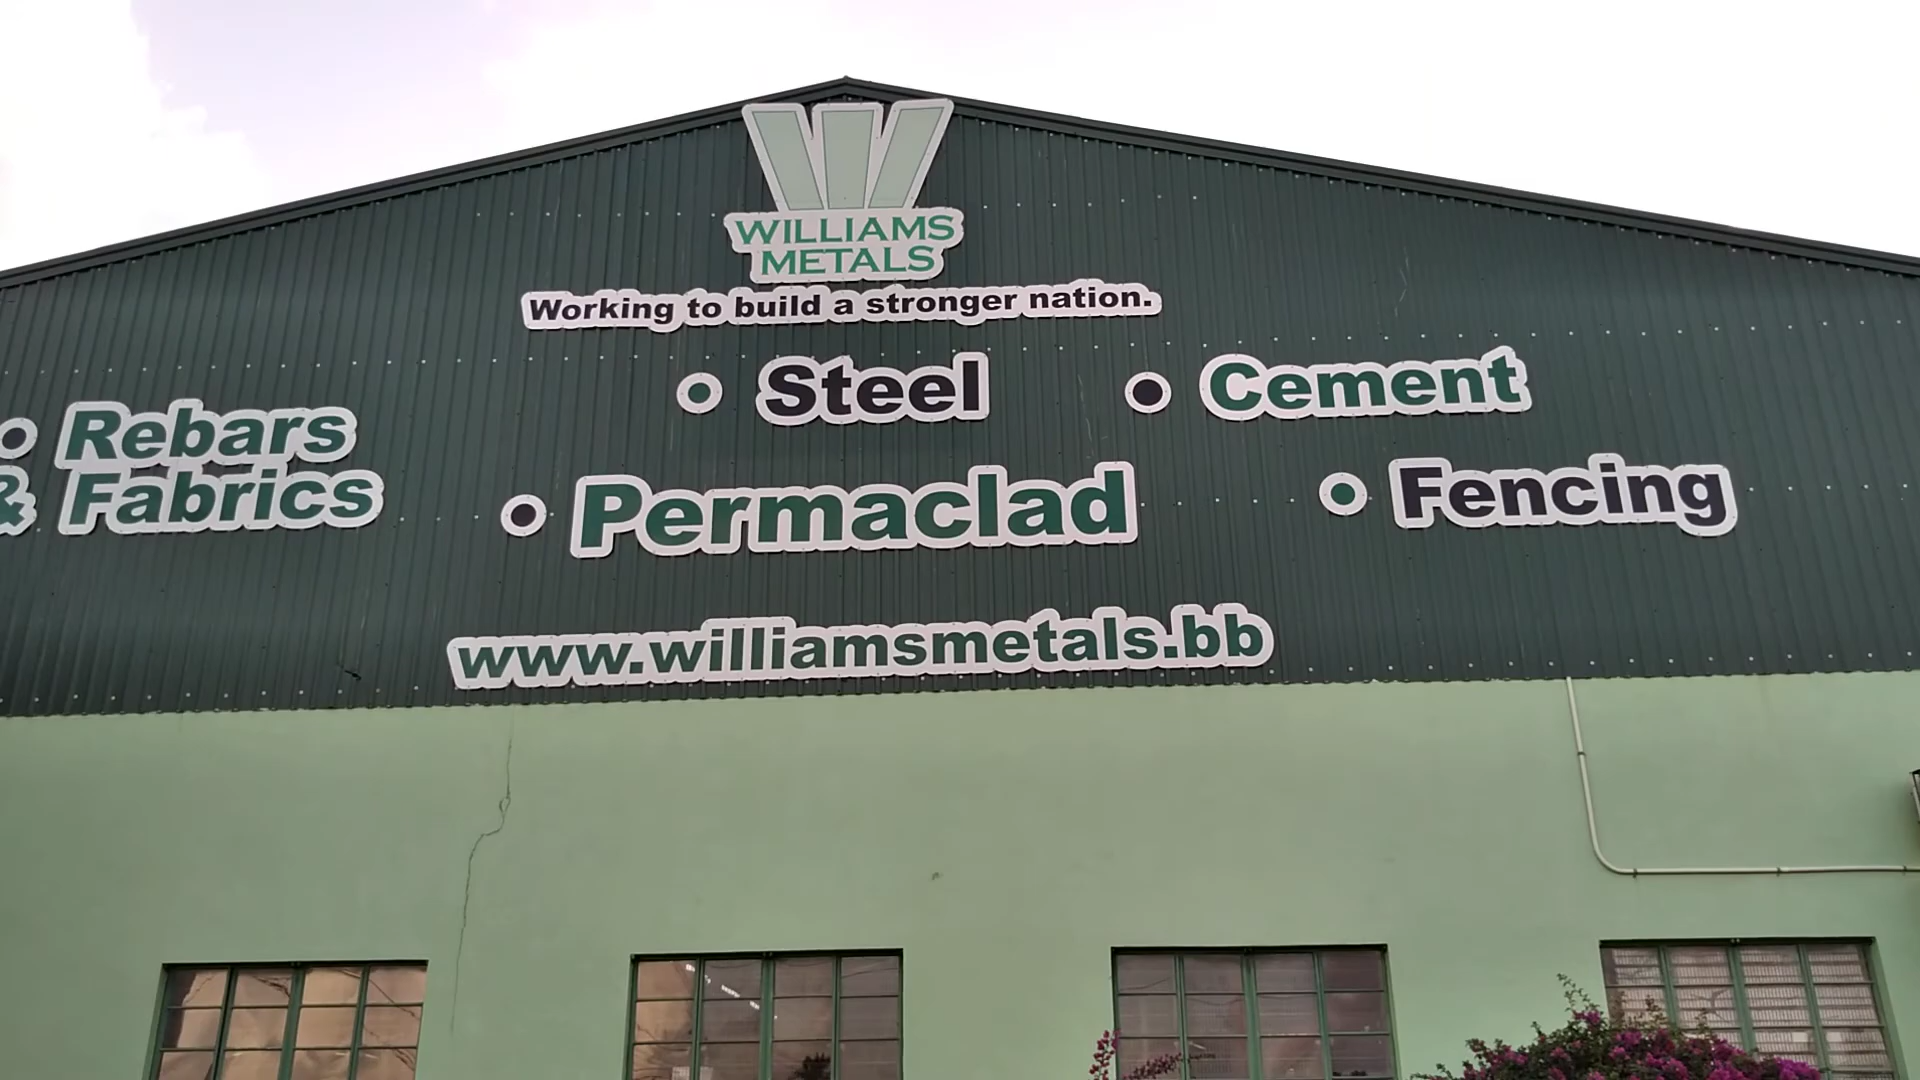 WILLIAMS
METALS
Working to build a stronger nation.
Steel
Cement
Rebars
& Fabrics
Permaclad
Fencing
www.williamsmetals.bb